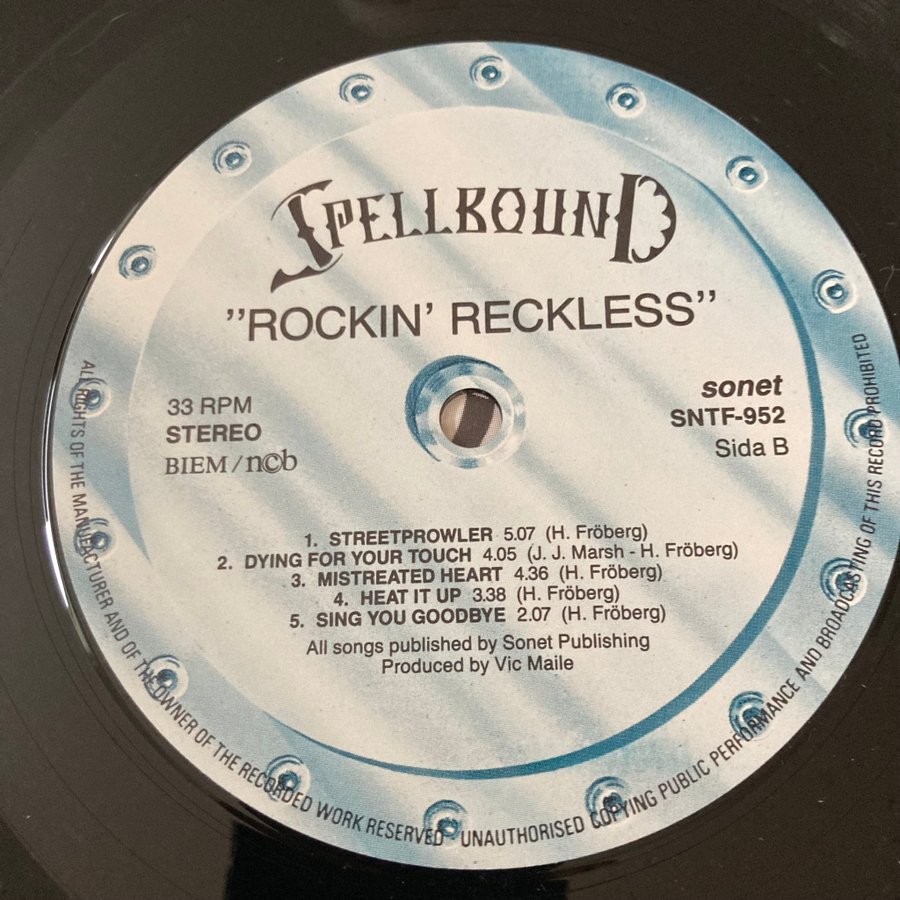 SPELLBOUND
"ROCKIN' RECKLESS"
33 RPM
STEREO
BIEM/n©b
sonet
SNTF-952
Sida B
1. STREETPROWLER 5.07 (H. Fröberg)
2. DYING FOR YOUR TOUCH 4.05 (J. J. Marsh - H. Fröberg)
3. MISTREATED HEART 4.36 (H. Fröberg)
4. HEAT IT UP 3.38 (H. Fröberg)
5. SING YOU GOODBYE 2.07 (H. Fröberg)
All songs published by Sonet Publishing
Produced by Vic Maile
ALL RIGHTS OF THE MANUFACTURER AND OF THE OWNER OF THE RECORDED WORK RESERVED - UNAUTHORISED COPYING PUBLIC PERFORMANCE AND BROADCASTING OF THIS RECORD PROHIBITED